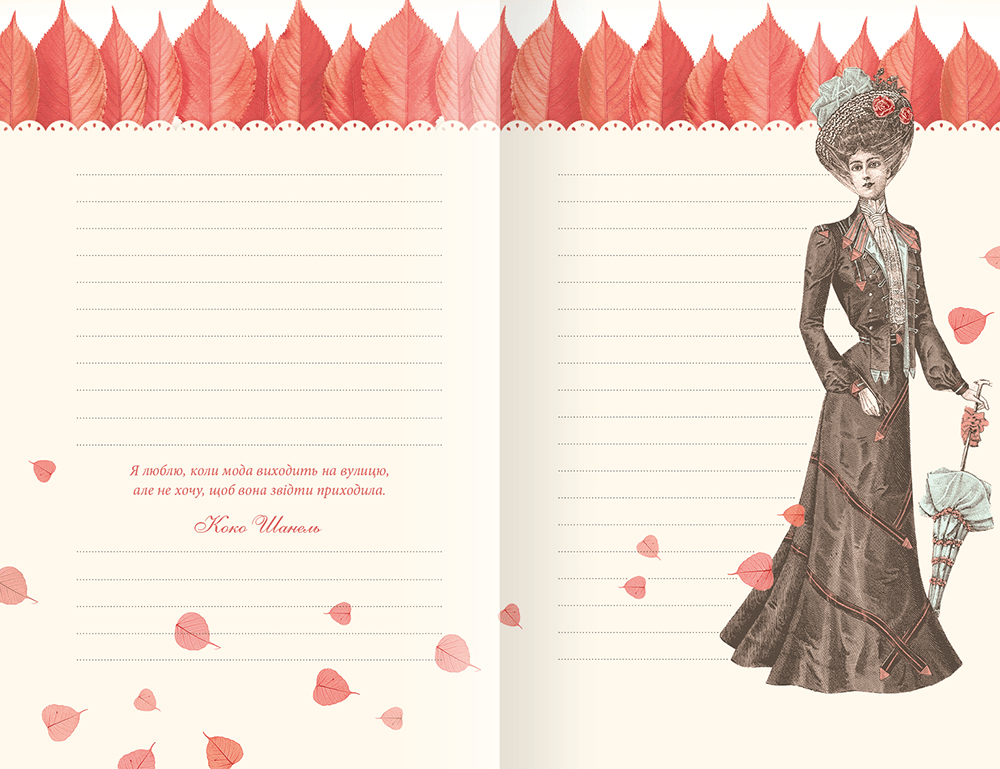 Я люблю, коли мода виходить на вулицю,
але не хочу, щоб вона звідти приходила.
Коко Шанель